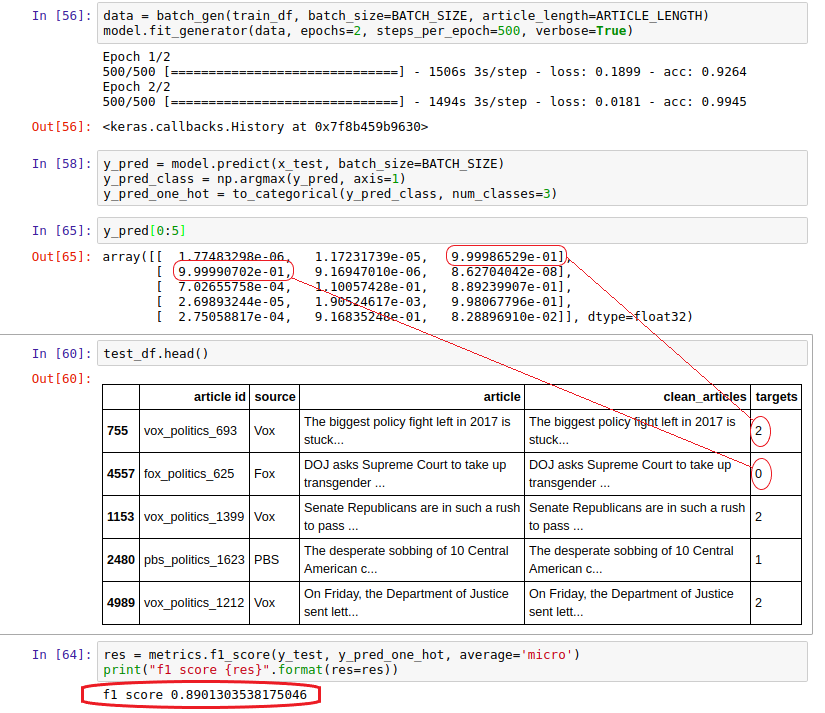 In [56]: data = batch_gen(train_df, batch_size=BATCH_SIZE, article_length=ARTICLE_LENGTH)
model.fit_generator(data, epochs=2, steps_per_epoch=500, verbose=True)
Epoch 1/2
500/500 [==============================] - 1506s 3s/step - loss: 0.1899 - acc: 0.9264
Epoch 2/2
500/500 [==============================] - 1494s 3s/step - loss: 0.0181 - acc: 0.9945
Out[56]: <keras.callbacks.History at 0x7f8b459b9630>
In [58]: y_pred = model.predict(x_test, batch_size=BATCH_SIZE)
y_pred_class = np.argmax(y_pred, axis=1)
y_pred_one_hot = to_categorical(y_pred_class, num_classes=3)
In [65]: y_pred[0:5]
Out[65]: array([[ 1.77483298e-06, 1.17231739e-05, 9.99986529e-01],
[ 9.99990702e-01, 9.16947010e-06, 8.62704042e-08],
[ 7.02655758e-04, 1.10057428e-01, 8.89239907e-01],
[ 2.69893244e-05, 1.90524617e-03, 9.98067796e-01],
[ 2.75058817e-04, 9.16835248e-01, 8.28896910e-02]], dtype=float32)
In [60]: test_df.head()
Out[60]:
article id source article clean_articles targets
755 vox_politics_693 Vox The biggest policy fight left in 2017 is stuck... The biggest policy fight left in 2017 is stuck... 2
4557 fox_politics_625 Fox DOJ asks Supreme Court to take up transgender ... DOJ asks Supreme Court to take up transgender ... 0
1153 vox_politics_1399 Vox Senate Republicans are in such a rush to pass ... Senate Republicans are in such a rush to pass ... 2
2480 pbs_politics_1623 PBS The desperate sobbing of 10 Central American c... The desperate sobbing of 10 Central American c... 1
4989 vox_politics_1212 Vox On Friday, the Department of Justice sent lett... On Friday, the Department of Justice sent lett... 2
In [64]: res = metrics.f1_score(y_test, y_pred_one_hot, average='micro')
print("f1 score {res}".format(res=res))
f1 score 0.8901303538175046